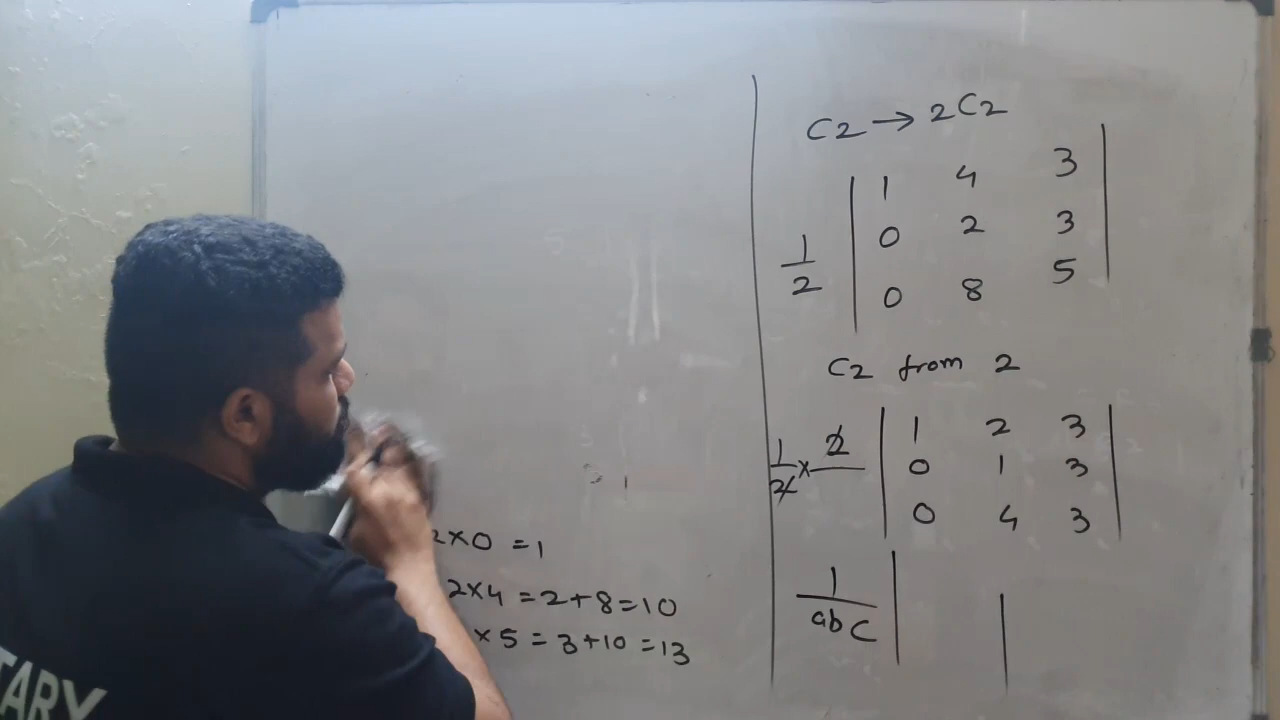 2×0 = 1
2×4 = 2+8=10
×5 = 3+10 =13
C2 → 2C2
1 4 3
0 2 3
1/2
0 8 5
C2 from 2
1 2 3
1/2 × 2
0 1 3
0 4 3
1/abC
TARY